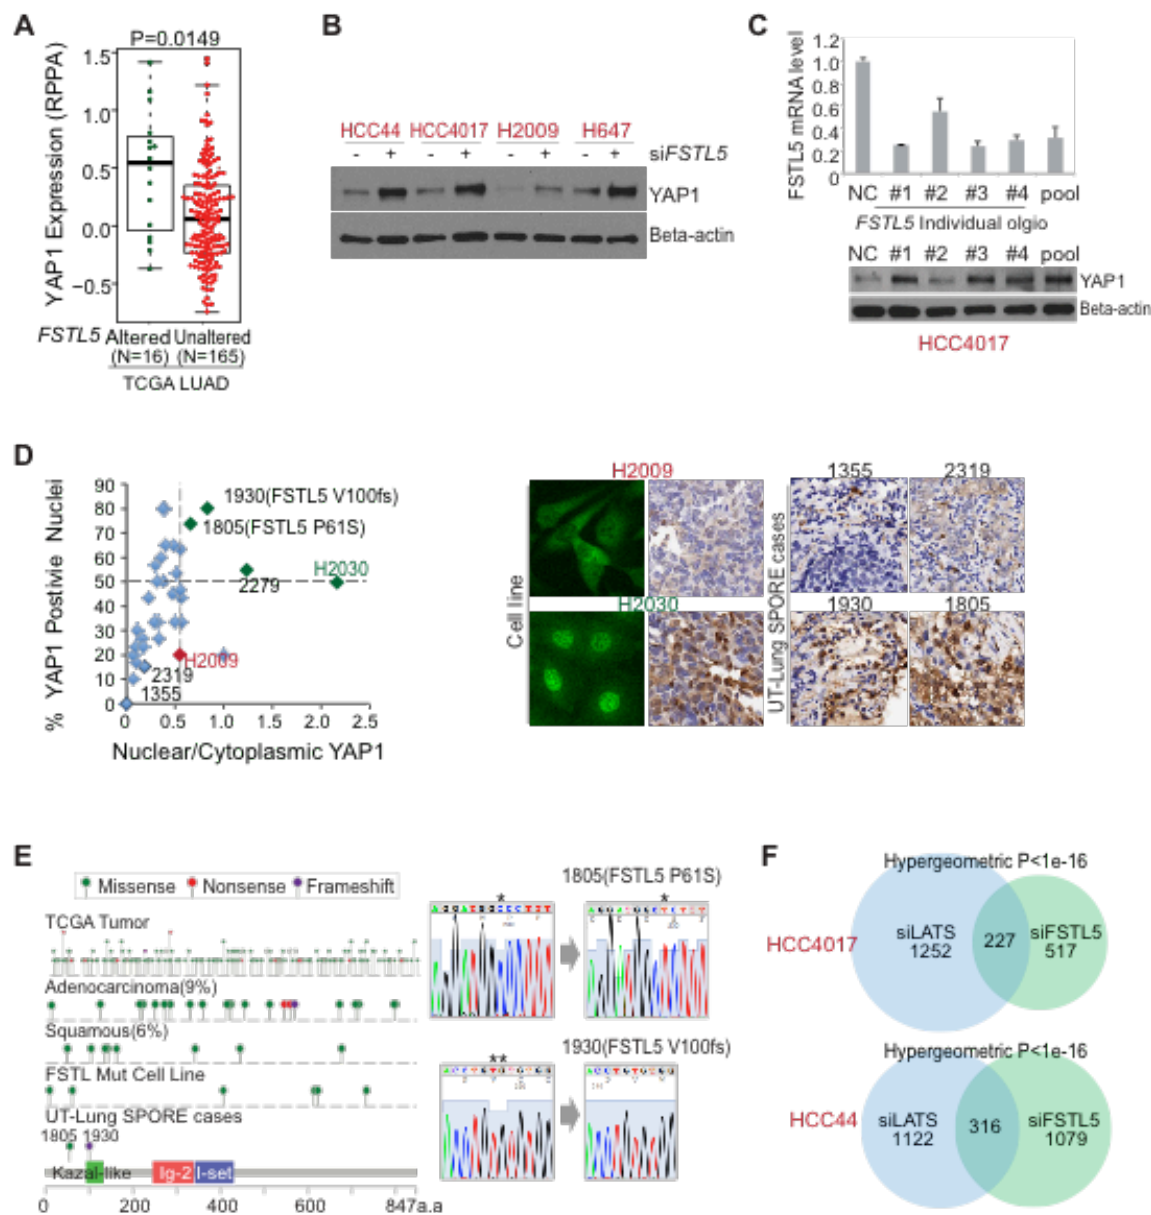 A
P=0.0149
YAP1 Expression (RPPA)
1.5
1.0
0.5
0.0
−0.5
FSTL5 Altered Unaltered
(N=16) (N=165)
TCGA LUAD
B
HCC44 HCC4017 H2009 H647
- + - + - + - + siFSTL5
YAP1
Beta-actin
C
FSTL5 mRNA level
1.2
1.0
0.8
0.6
0.4
0.2
0
NC #1 #2 #3 #4 pool
FSTL5 Individual olgio
NC #1 #2 #3 #4 pool
YAP1
Beta-actin
HCC4017
D
% YAP1 Postivie Nuclei
90
80
70
60
50
40
30
20
10
0
1930(FSTL5 V100fs)
1805(FSTL5 P61S)
H2030
2279
H2009
2319
1355
0 0.5 1.0 1.5 2.0 2.5
Nuclear/Cytoplasmic YAP1
H2009
H2030
Cell line
1355 2319
1930 1805
UT-Lung SPORE cases
E
Missense Nonsense Frameshift
TCGA Tumor
Adenocarcinoma(9%)
Squamous(6%)
FSTL Mut Cell Line
UT-Lung SPORE cases
1805 1930
Kazal-like Ig-2 I-set
0 200 400 600 847a.a
1805(FSTL5 P61S)
* *
1930(FSTL5 V100fs)
**
F
Hypergeometric P<1e-16
HCC4017
siLATS
1252
227
siFSTL5
517
Hypergeometric P<1e-16
HCC44
siLATS
1122
316
siFSTL5
1079